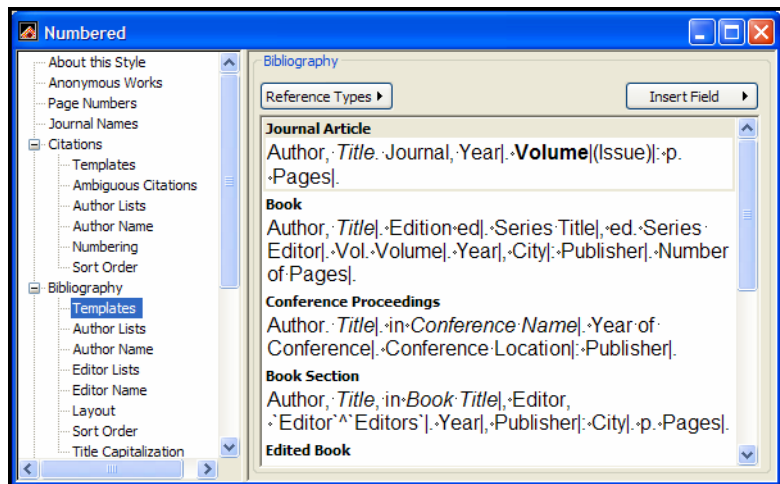 Numbered
About this Style
Anonymous Works
Page Numbers
Journal Names
Citations
Templates
Ambiguous Citations
Author Lists
Author Name
Numbering
Sort Order
Bibliography
Templates
Author Lists
Author Name
Editor Lists
Editor Name
Layout
Sort Order
Title Capitalization
Bibliography
Reference Types
Insert Field
Journal Article
Author,·Title.·Journal,·Year|.◦Volume|(Issue)|:◦p.
◦Pages|.
Book
Author,·Title|.◦Edition◦ed|.◦Series·Title|,◦ed.◦Series·
Editor|.◦Vol.◦Volume|.◦Year|,◦City|:◦Publisher|.◦Number
of·Pages|.
Conference Proceedings
Author.·Title|.◦in◦Conference·Name|.◦Year·of·
Conference|.◦Conference·Location|:◦Publisher|.
Book Section
Author,·Title,·in◦Book·Title|,◦Editor,
◦`Editor`^`Editors`|.◦Year|,◦Publisher|:◦City|.◦p.◦Pages|.
Edited Book